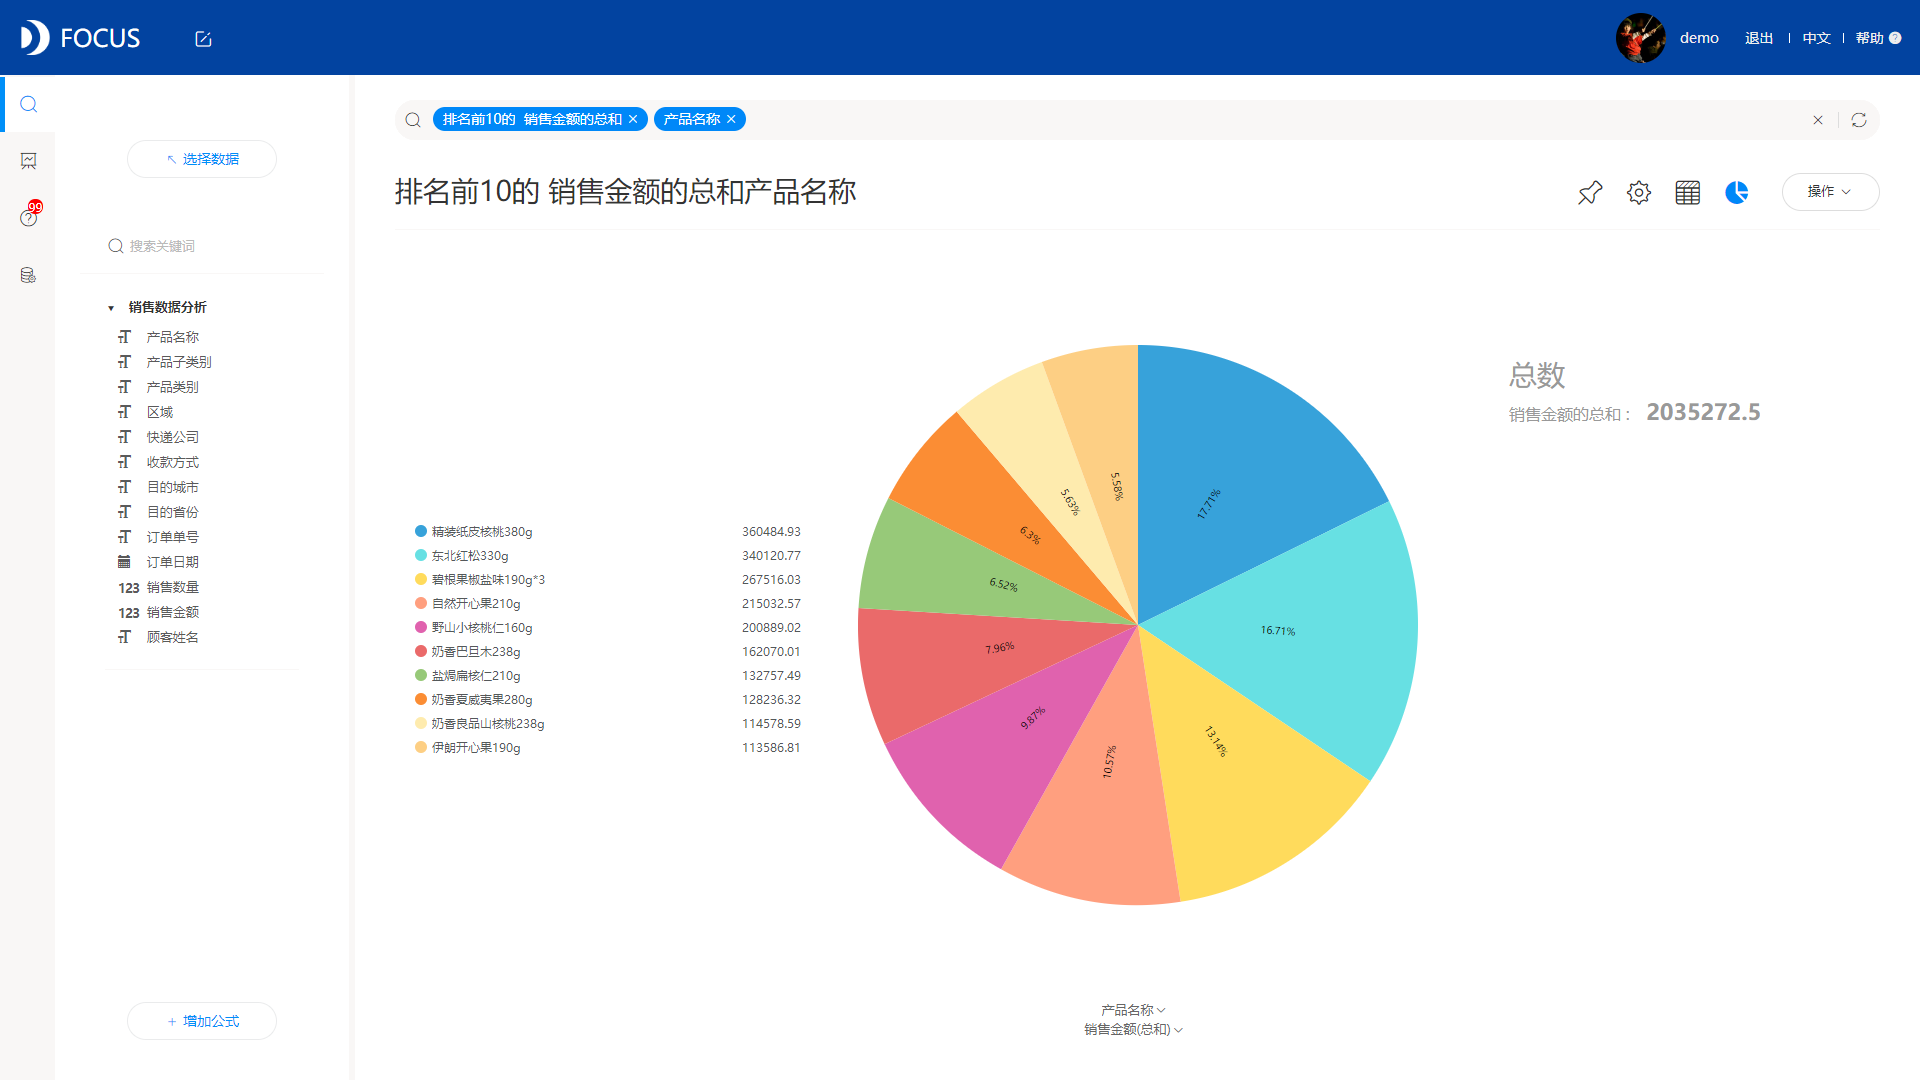 FOCUS
demo 退出 中文 帮助 ?
排名前10的 销售金额的总和 × 产品名称 ×
选择数据
99
排名前10的 销售金额的总和产品名称
操作
搜索关键词
销售数据分析
产品名称
产品子类别
产品类别
区域
快递公司
收款方式
目的城市
目的省份
订单单号
订单日期
123 销售数量
123 销售金额
顾客姓名
+ 增加公式
精装纸皮核桃380g 360484.93
东北红松330g 340120.77
碧根果椒盐味190g*3 267516.03
自然开心果210g 215032.57
野山小核桃仁160g 200889.02
奶香巴旦木238g 162070.01
盐焗扁核仁210g 132757.49
奶香夏威夷果280g 128236.32
奶香良品山核桃238g 114578.59
伊朗开心果190g 113586.81
17.71%
16.71%
13.14%
10.57%
9.87%
7.96%
6.52%
6.3%
5.63%
5.58%
总数
销售金额的总和： 2035272.5
产品名称
销售金额(总和)